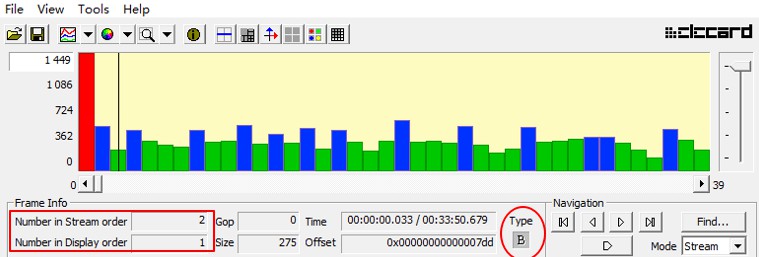 View Tools Help
elecard
1 449
1 086
724
362
0
0 39
Frame Info
Navigation
Number in Stream order 2 Gop 0 Time 00:00:00.033 / 00:33:50.679 Type
Find...
Number in Display order 1 Size 275 Offset 0x00000000000007dd B
Mode Stream